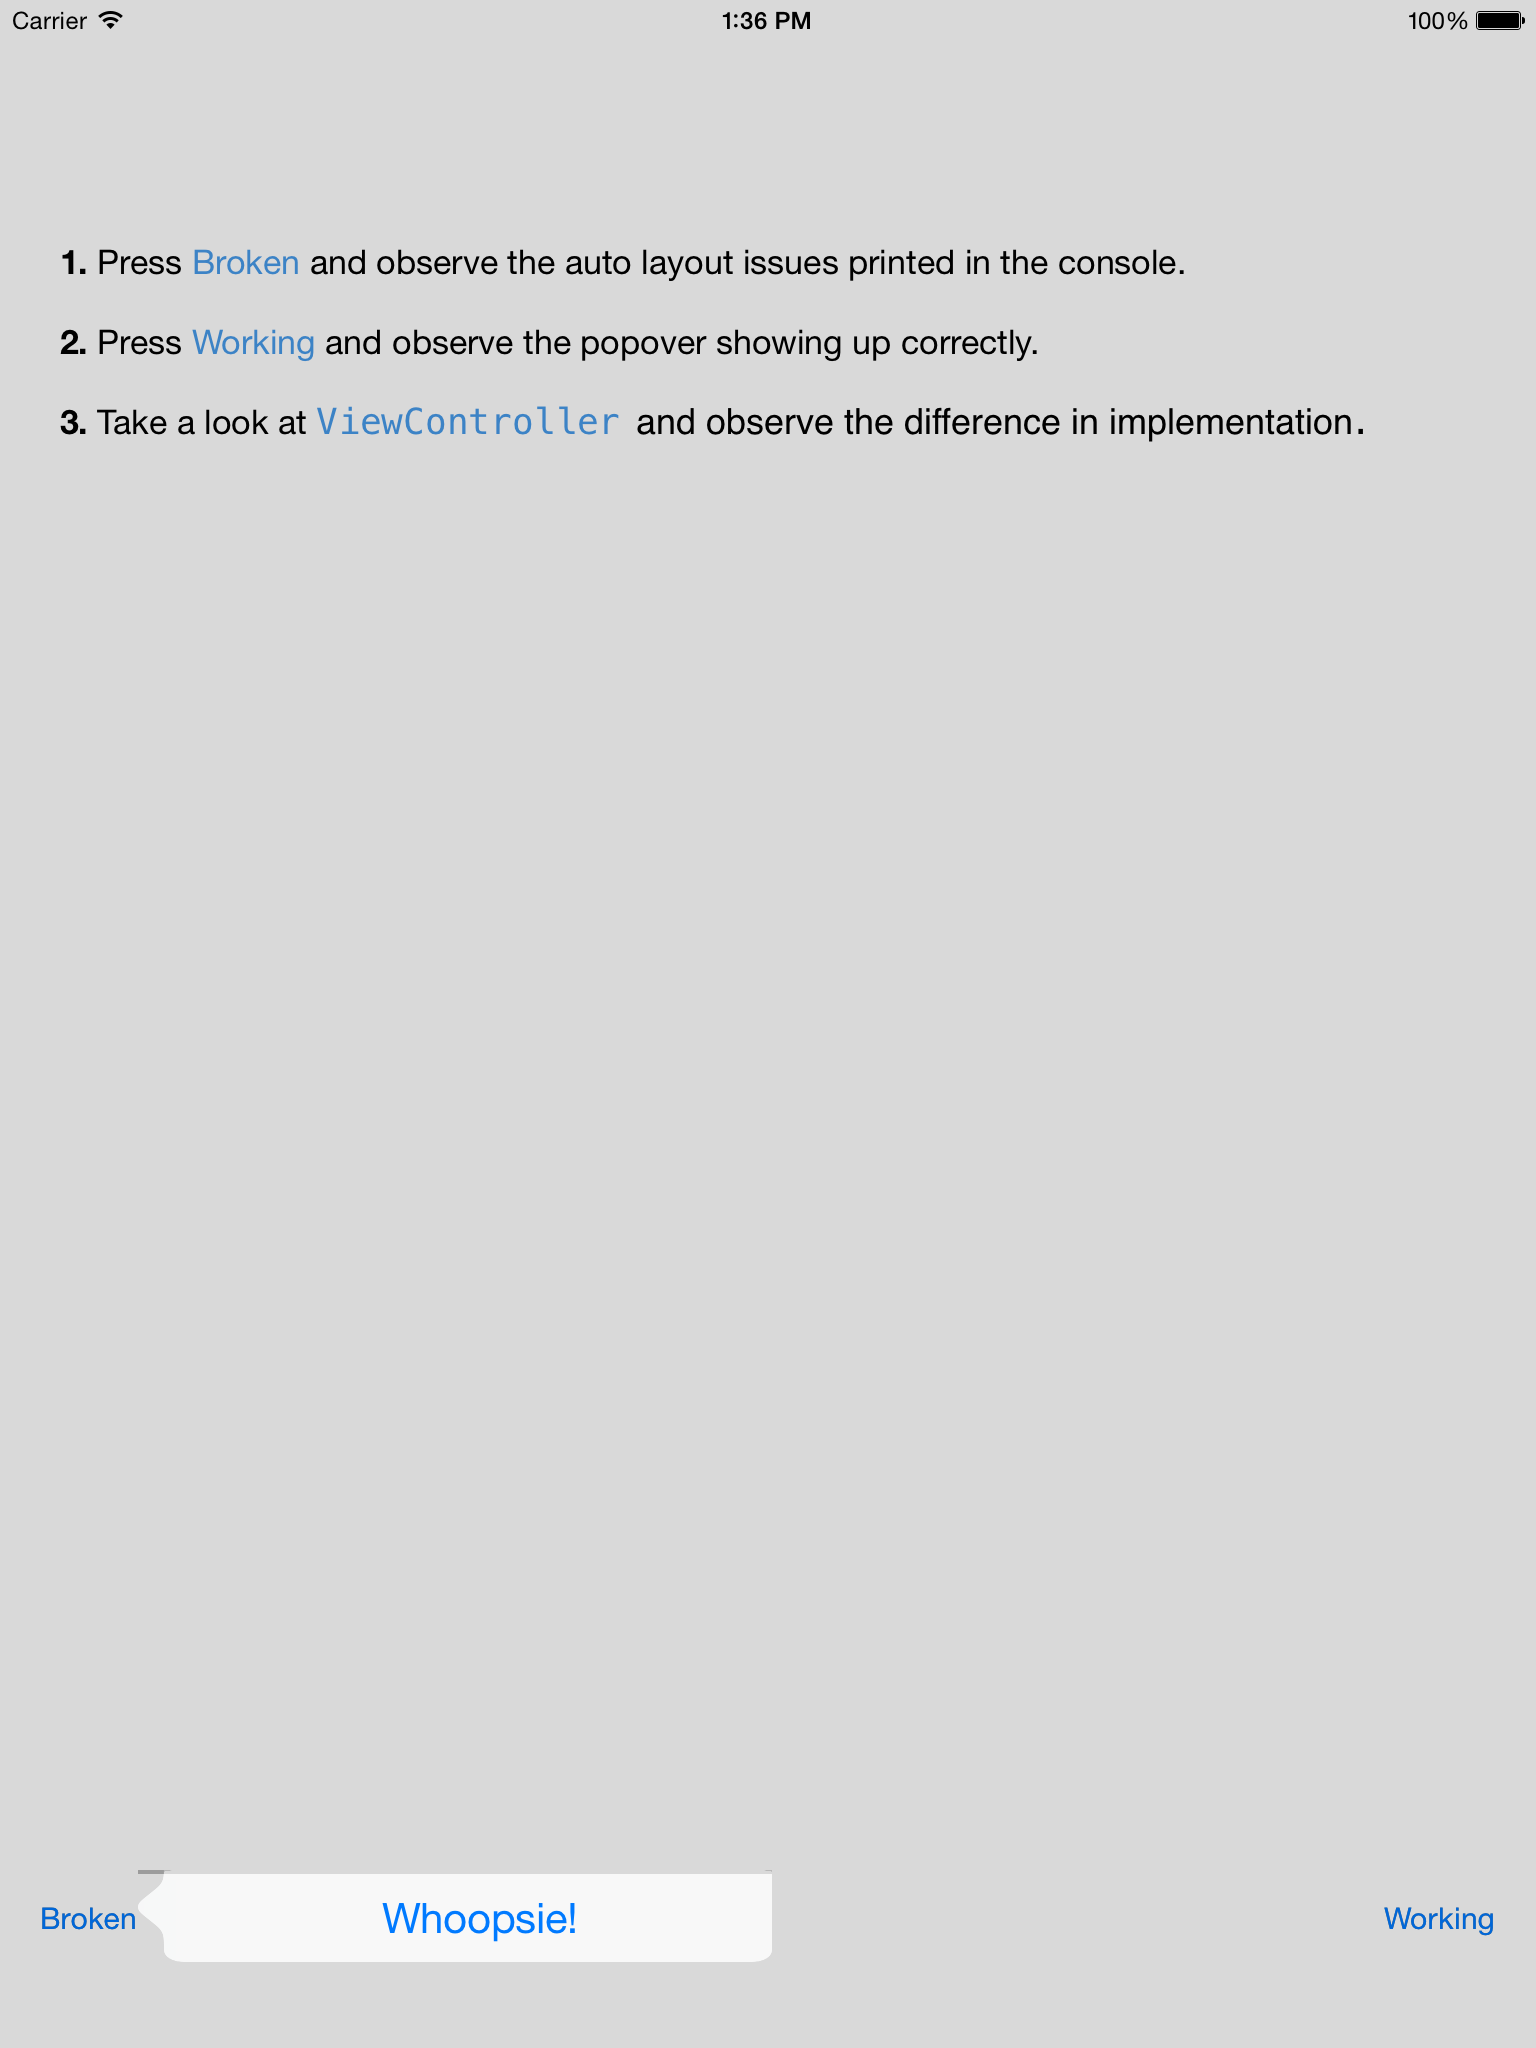 Carrier 1:36 PM 100%
1. Press Broken and observe the auto layout issues printed in the console.
2. Press Working and observe the popover showing up correctly.
3. Take a look at ViewController and observe the difference in implementation.
Broken Whoopsie! Working